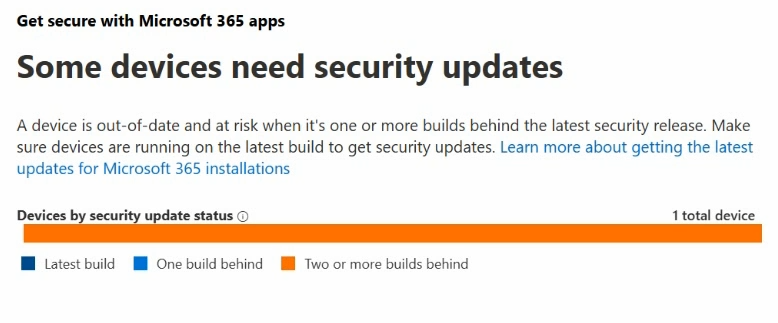 Get secure with Microsoft 365 apps
Some devices need security updates
A device is out-of-date and at risk when it's one or more builds behind the latest security release. Make
sure devices are running on the latest build to get security updates. Learn more about getting the latest
updates for Microsoft 365 installations
Devices by security update status ⓘ 1 total device
Latest build One build behind Two or more builds behind